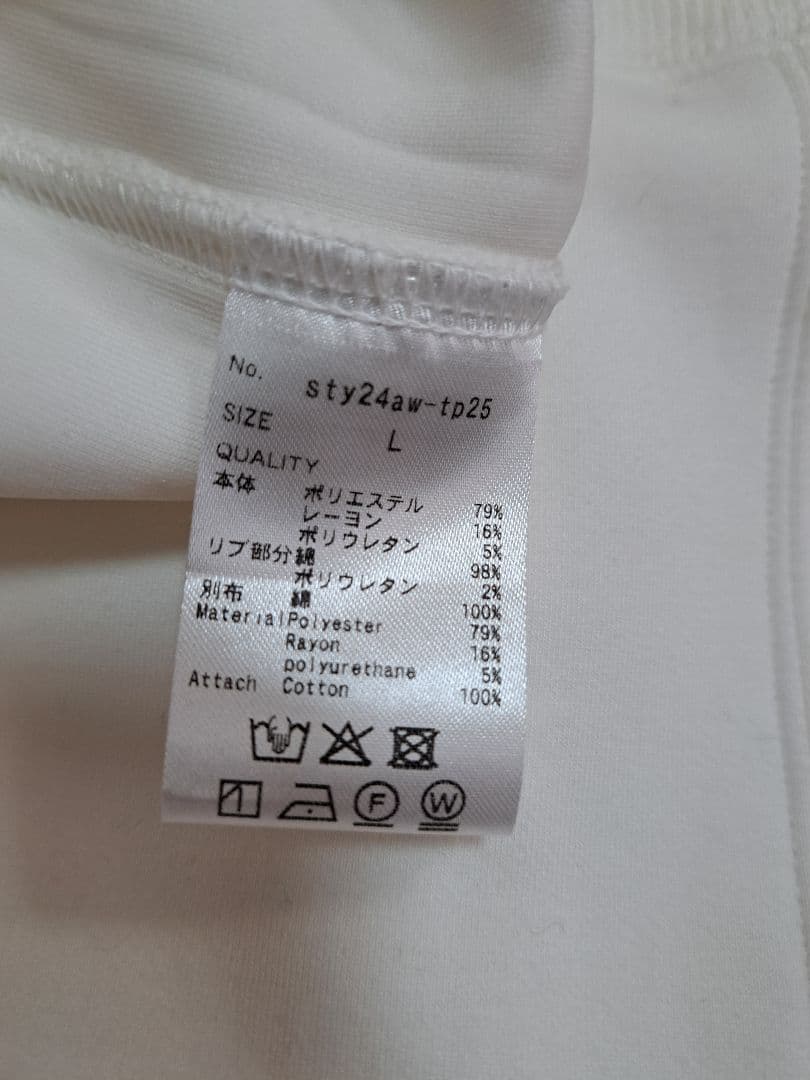 No. sty24aw-tp25
SIZE L
QUALITY
本体 ポリエステル 79%
レーヨン 16%
ポリウレタン 5%
リブ部分 綿 98%
ポリウレタン 2%
別布 綿 100%
Material Polyester 79%
Rayon 16%
polyurethane 5%
Attach Cotton 100%
F W